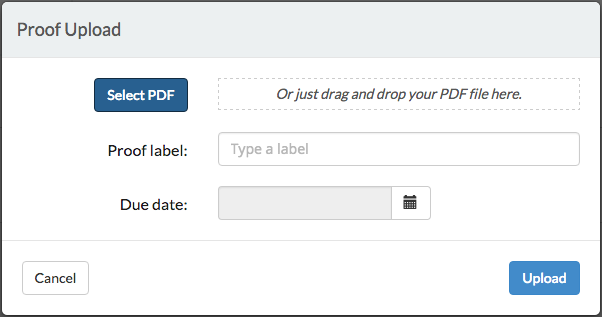 Proof Upload
Select PDF
Or just drag and drop your PDF file here.
Proof label:
Type a label
Due date:
Cancel
Upload